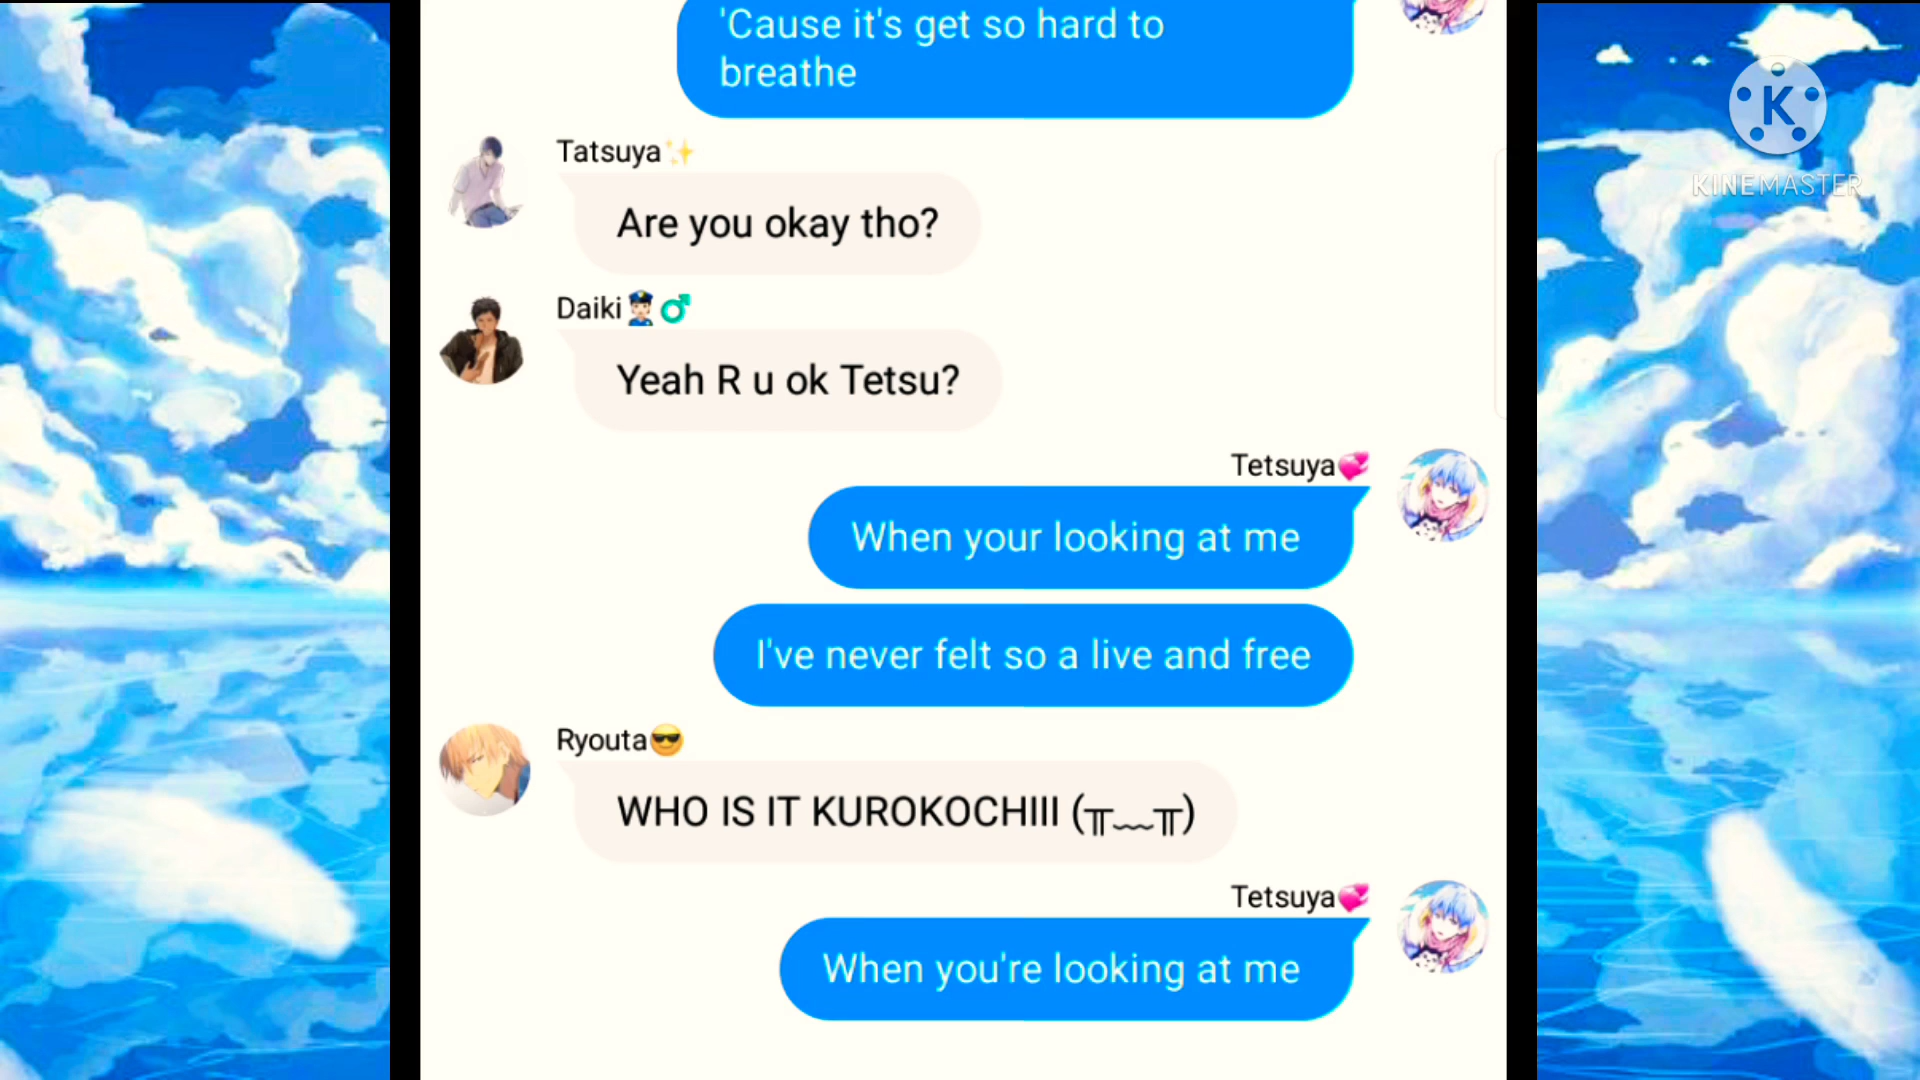 'Cause it's get so hard to
breathe
K
KINEMASTER
Tatsuya✨
Are you okay tho?
Daiki👮🏻♂
Yeah R u ok Tetsu?
Tetsuya💞
When your looking at me
I've never felt so a live and free
Ryouta😎
WHO IS IT KUROKOCHIII (╥﹏╥)
Tetsuya💞
When you're looking at me